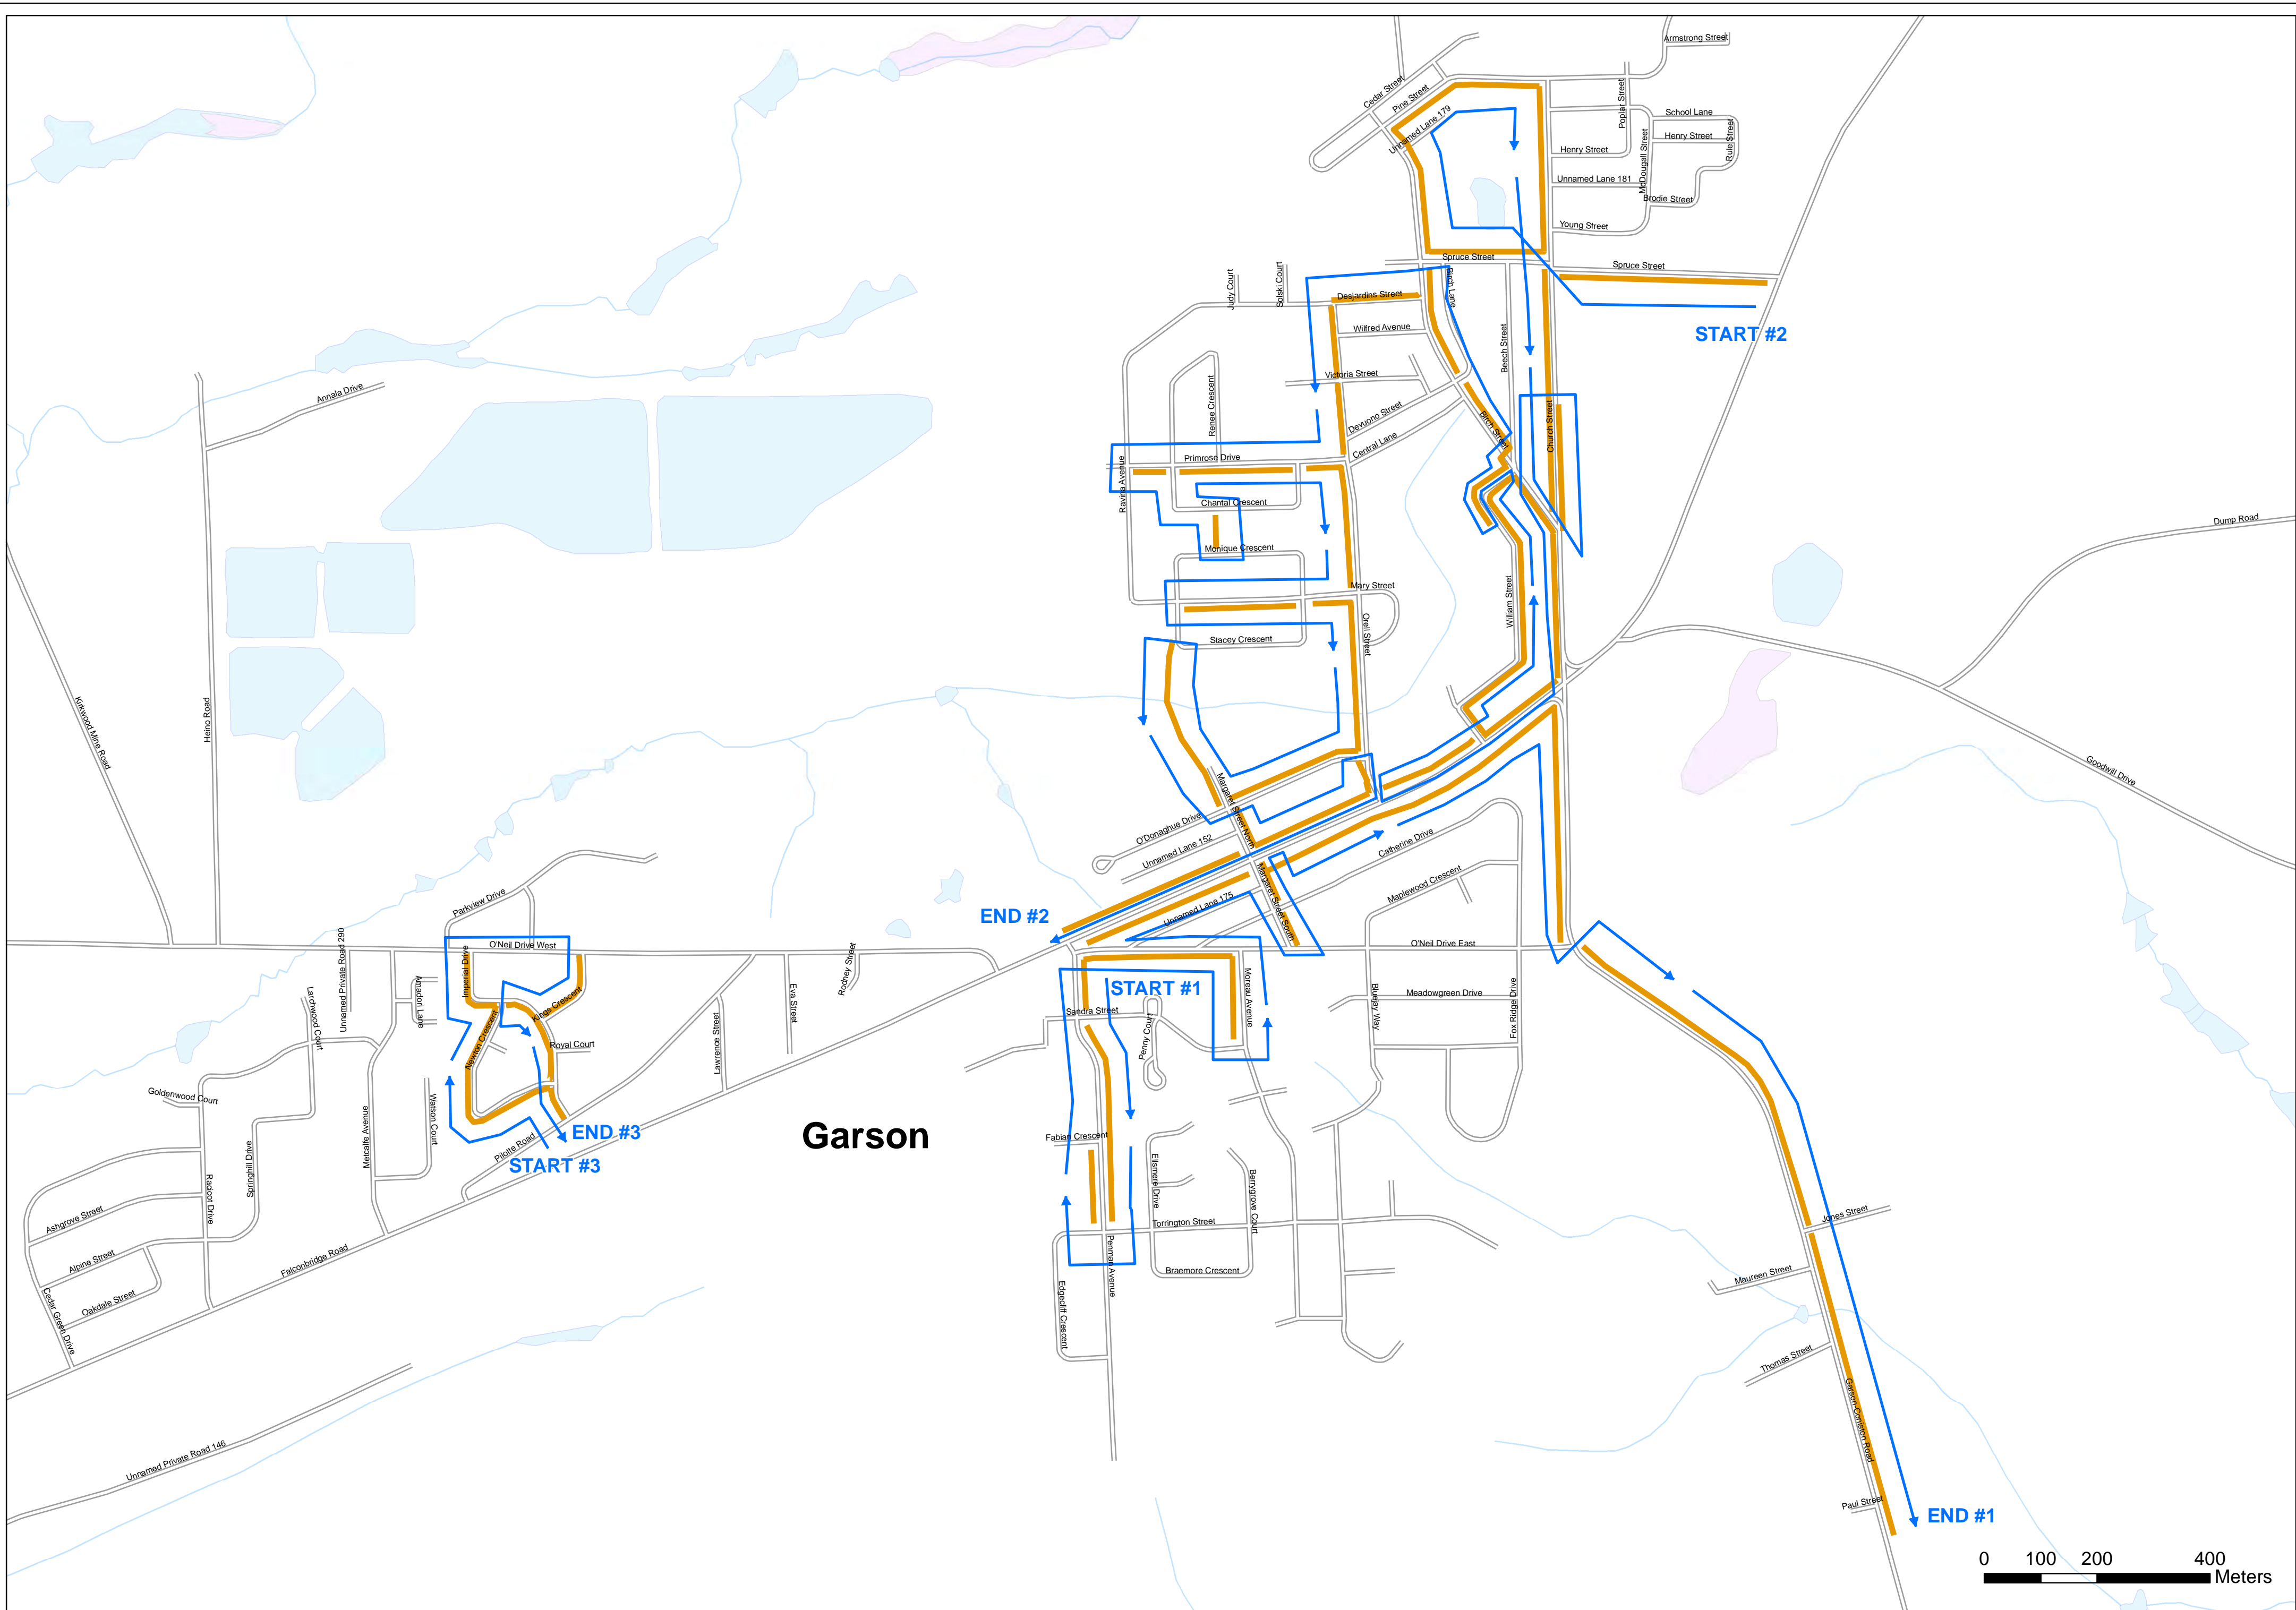 Armstrong Street
Cedar Street
Pine Street
Poplar Street
Unnamed Lane 179
School Lane
Henry Street
Rule Street
Henry Street
McDougall Street
Unnamed Lane 181
Brodie Street
Young Street
Spruce Street
Spruce Street
Judy Court
Solski Court
Birch Lane
Desjardins Street
START #2
Wilfred Avenue
Beech Street
Victoria Street
Annala Drive
Renee Crescent
Devuono Street
Birch Street
Church Street
Central Lane
Primrose Drive
Ravina Avenue
Chantal Crescent
Dump Road
Monique Crescent
Mary Street
William Street
Orell Street
Stacey Crescent
Kirkwood Mine Road
Heino Road
Goodwill Drive
Margaret Street North
O'Donaghue Drive
Unnamed Lane 152
Catherine Drive
Maplewood Crescent
Margaret Street South
Unnamed Lane 175
Parkview Drive
END #2
O'Neil Drive West
O'Neil Drive East
Unnamed Private Road 290
Imperial Drive
Rodney Street
Amadori Lane
Eva Street
START #1
Moreau Avenue
Bluejay Way
Meadowgreen Drive
Fox Ridge Drive
Larchwood Court
Kings Crescent
Sandra Street
Newton Crescent
Royal Court
Lawrence Street
Penny Court
Goldenwood Court
Watson Court
Metcalfe Avenue
END #3
Garson
Fabian Crescent
Pilotte Road
START #3
Springhill Drive
Racicot Drive
Ellsmere Drive
Berrygrove Court
Ashgrove Street
Torrington Street
Jones Street
Alpine Street
Falconbridge Road
Penman Avenue
Braemore Crescent
Maureen Street
Oakdale Street
Cedar Green Drive
Edgecliff Crescent
Thomas Street
Garson Coniston Road
Unnamed Private Road 146
Paul Street
END #1
0 100 200 400
Meters